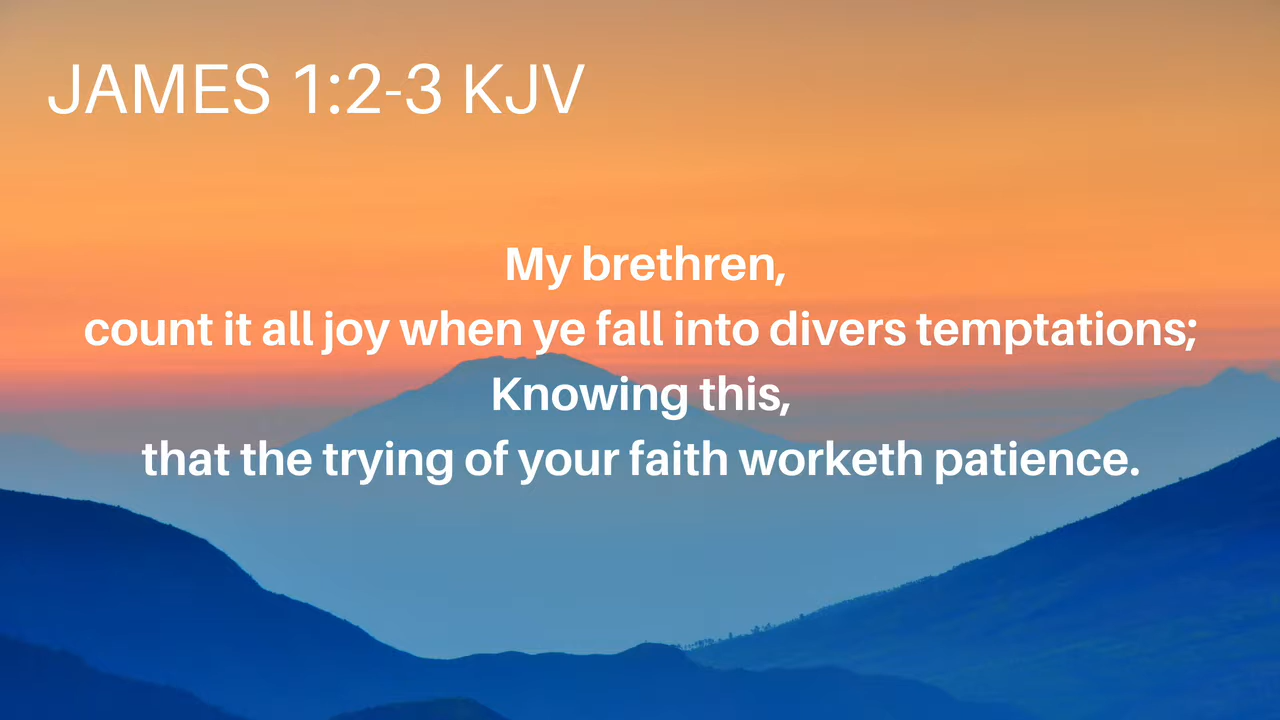 JAMES 1:2-3 KJV
My brethren,
count it all joy when ye fall into divers temptations;
Knowing this,
that the trying of your faith worketh patience.